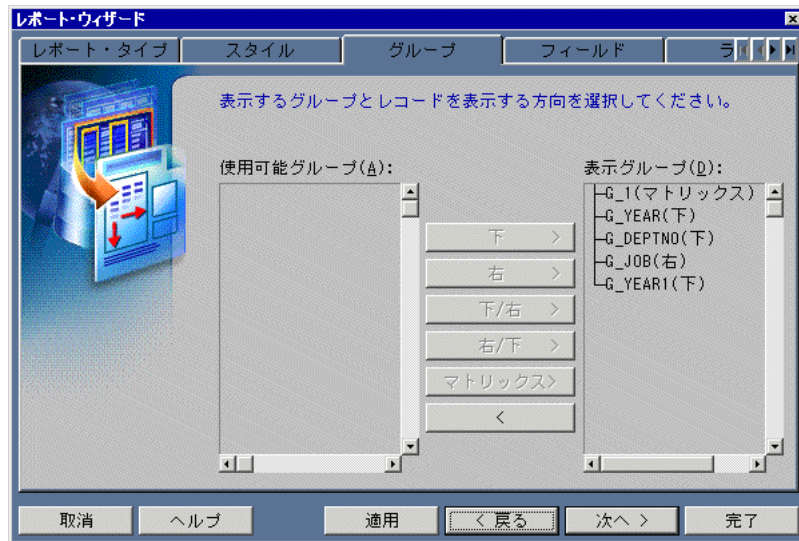 レポート・ウィザード
レポート・タイプ
スタイル
グループ
フィールド
ラ
表示するグループとレコードを表示する方向を選択してください。
使用可能グループ(A):
表示グループ(D):
G_1(マトリックス)
G_YEAR(下)
G_DEPTNO(下)
G_JOB(右)
G_YEAR1(下)
下 >
右 >
下/右 >
右/下 >
マトリックス>
<
取消
ヘルプ
適用
< 戻る
次へ >
完了